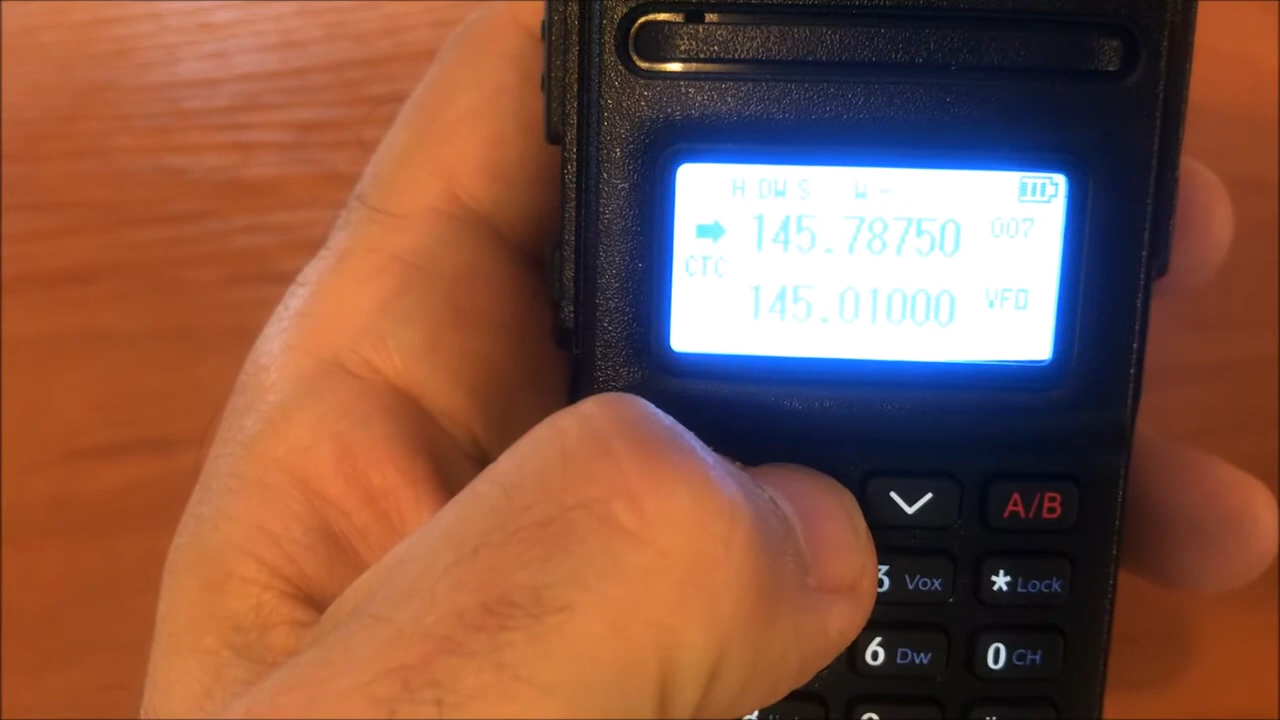 H DW S W -
145.78750 007
CTC
145.01000 VFO
A/B
3 Vox * Lock
6 Dw 0 CH